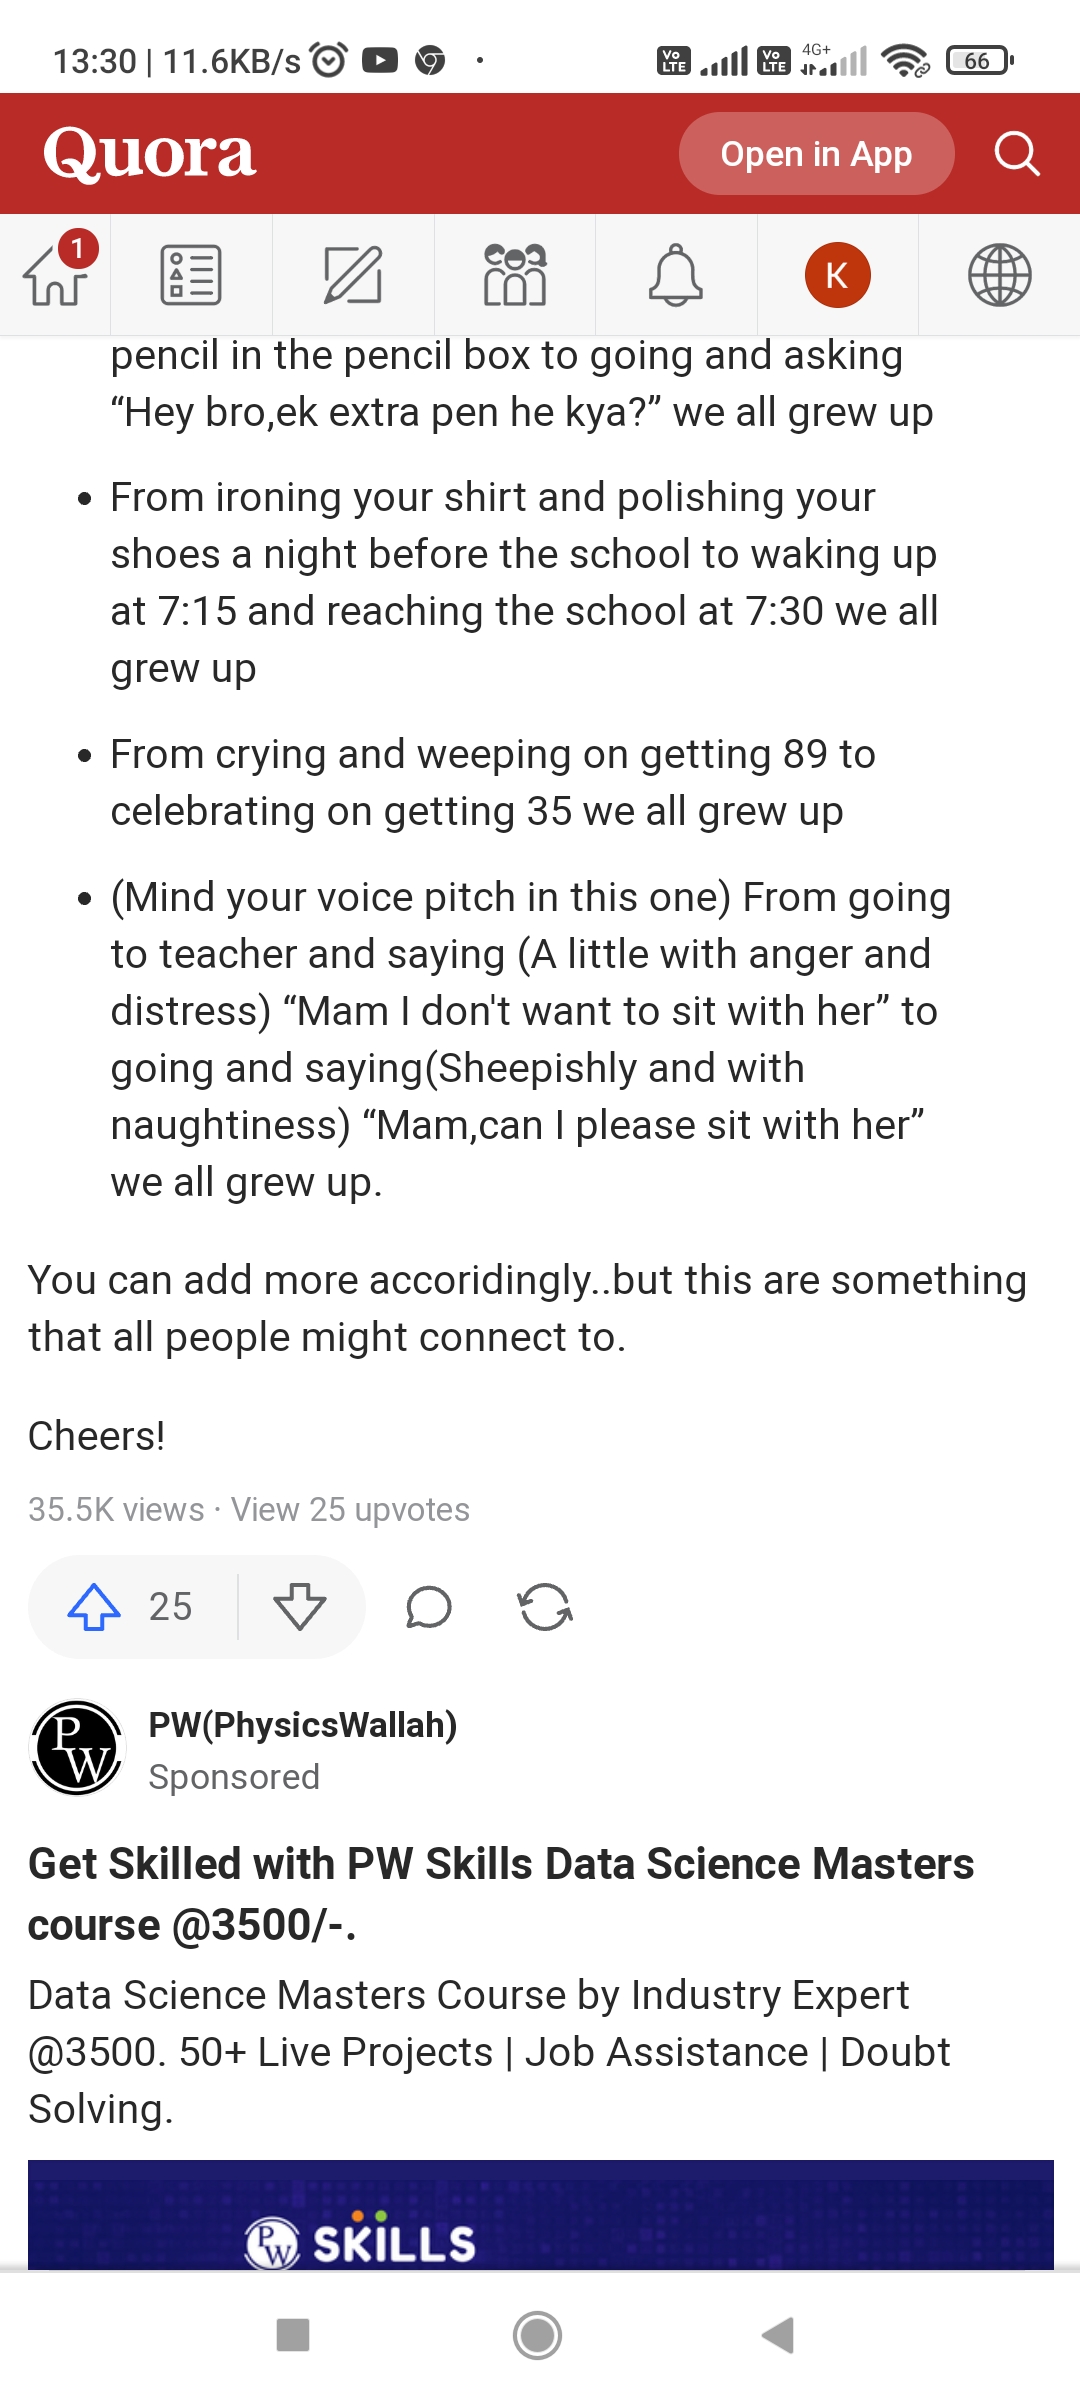 13:30 | 11.6KB/s
Vo LTE Vo LTE 4G+ 66
Quora
Open in App
1
K
pencil in the pencil box to going and asking
“Hey bro,ek extra pen he kya?” we all grew up
• From ironing your shirt and polishing your
shoes a night before the school to waking up
at 7:15 and reaching the school at 7:30 we all
grew up
• From crying and weeping on getting 89 to
celebrating on getting 35 we all grew up
• (Mind your voice pitch in this one) From going
to teacher and saying (A little with anger and
distress) “Mam I don't want to sit with her” to
going and saying(Sheepishly and with
naughtiness) “Mam,can I please sit with her”
we all grew up.
You can add more accoridingly..but this are something
that all people might connect to.
Cheers!
35.5K views · View 25 upvotes
25
PW
PW(PhysicsWallah)
Sponsored
Get Skilled with PW Skills Data Science Masters
course @3500/-.
Data Science Masters Course by Industry Expert
@3500. 50+ Live Projects | Job Assistance | Doubt
Solving.
PW SKILLS